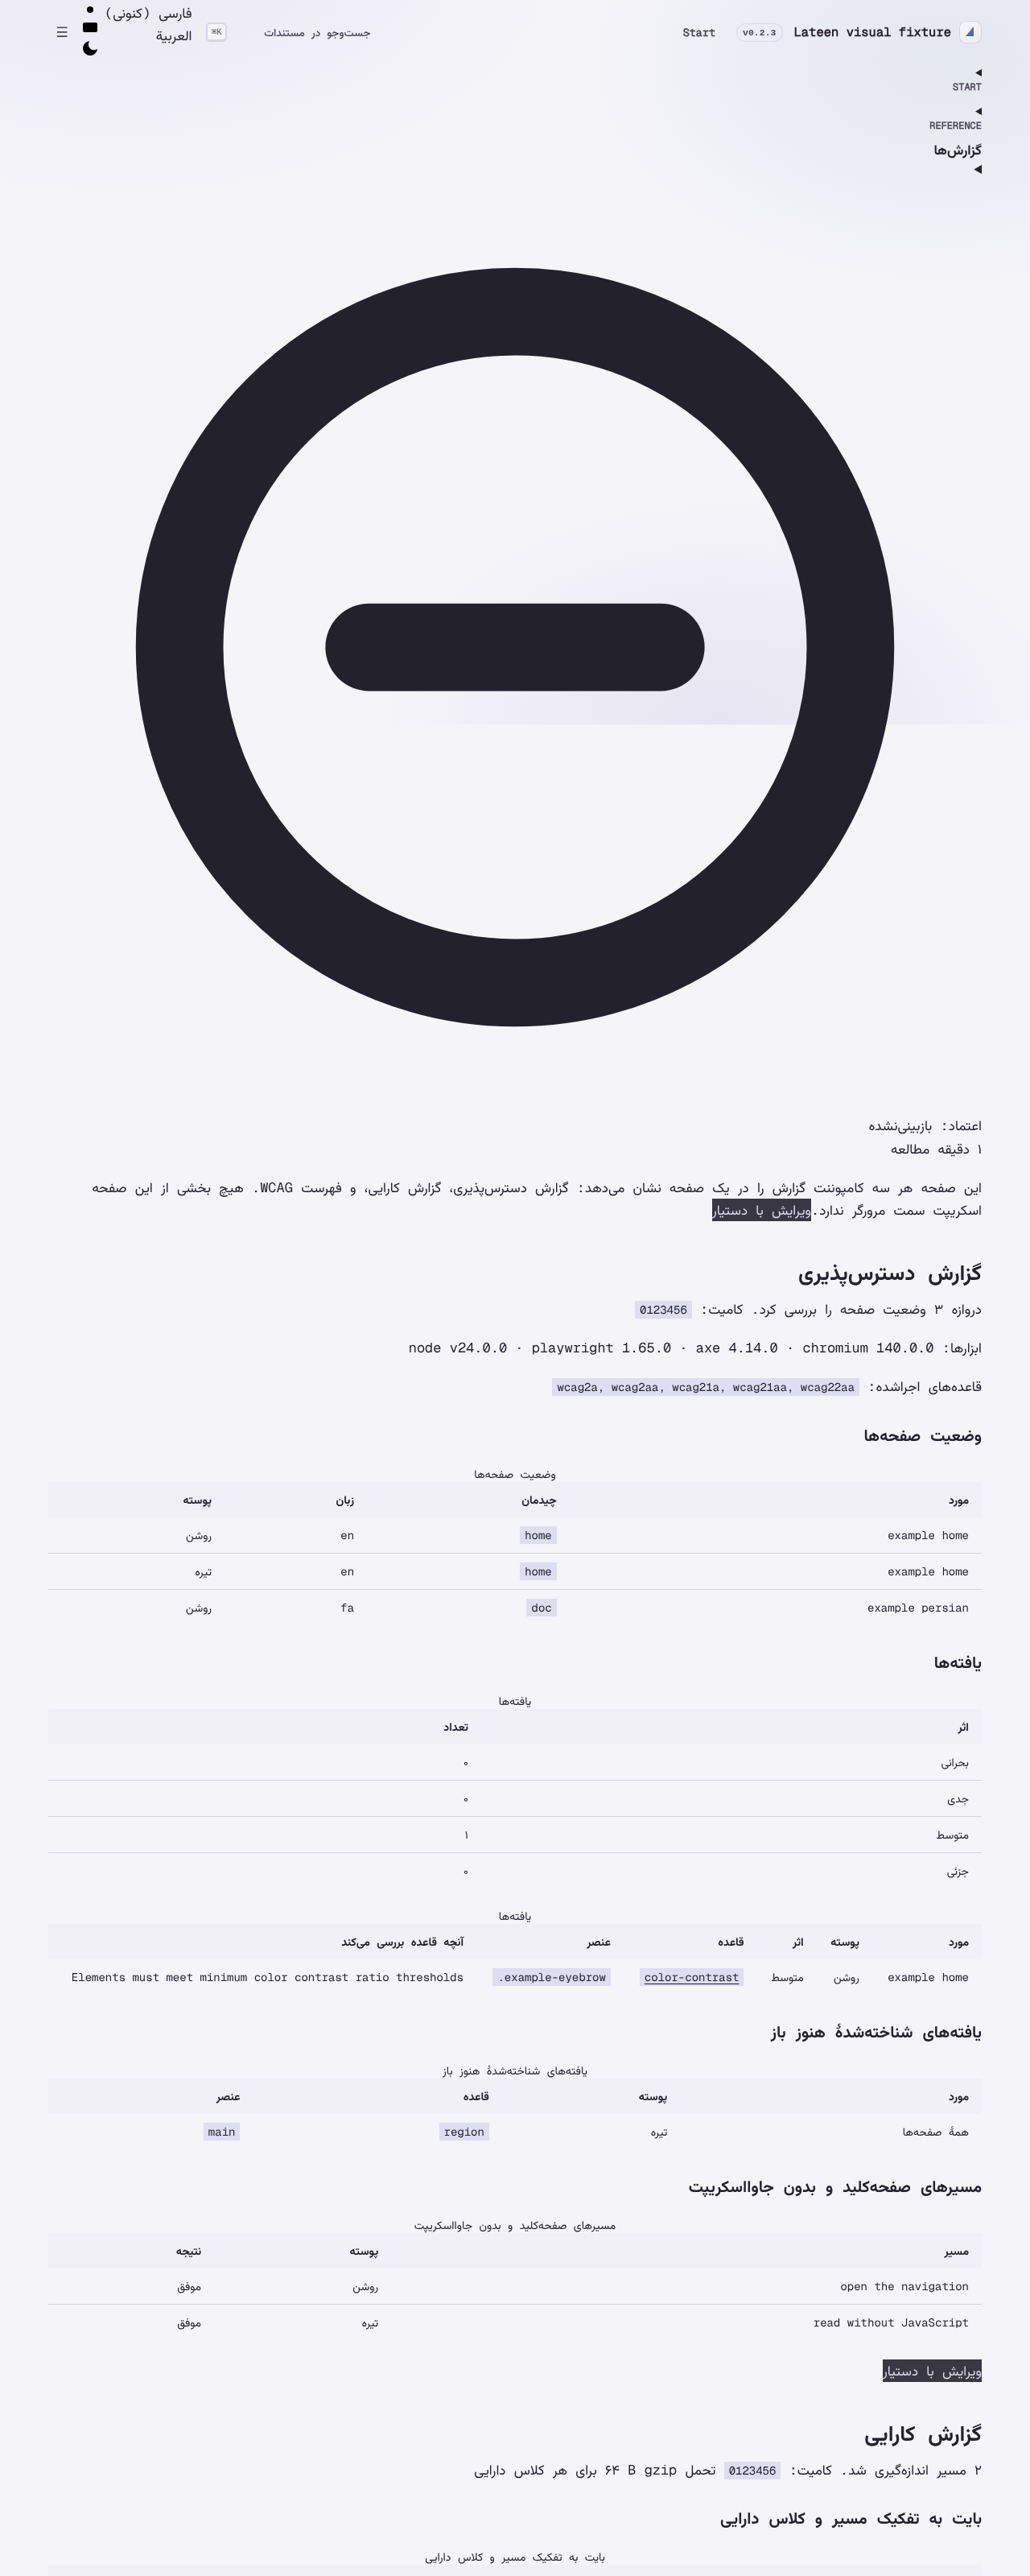 Lateen visual fixture v0.2.3 Start جست‌وجو در مستندات ⌘K فارسی (کنونی)
العربية
START
REFERENCE
گزارش‌ها
اعتماد: بازبینی‌نشده
۱ دقیقه مطالعه
این صفحه هر سه کامپوننت گزارش را در یک صفحه نشان می‌دهد: گزارش دسترس‌پذیری، گزارش کارایی، و فهرست WCAG. هیچ بخشی از این صفحه
اسکریپت سمت مرورگر ندارد. ویرایش با دستیار
گزارش دسترس‌پذیری
دروازه ۳ وضعیت صفحه را بررسی کرد. کامیت: 0123456
ابزارها: node v24.0.0 · playwright 1.65.0 · axe 4.14.0 · chromium 140.0.0
قاعده‌های اجراشده: wcag2a, wcag2aa, wcag21a, wcag21aa, wcag22aa
وضعیت صفحه‌ها
وضعیت صفحه‌ها
مورد چیدمان زبان پوسته
example home home en روشن
example home home en تیره
example persian doc fa روشن
یافته‌ها
یافته‌ها
اثر تعداد
بحرانی ۰
جدی ۰
متوسط ۱
جزئی ۰
یافته‌ها
مورد پوسته اثر قاعده عنصر آنچه قاعده بررسی می‌کند
example home روشن متوسط color-contrast .example-eyebrow Elements must meet minimum color contrast ratio thresholds
یافته‌های شناخته‌شدهٔ هنوز باز
یافته‌های شناخته‌شدهٔ هنوز باز
مورد پوسته قاعده عنصر
همهٔ صفحه‌ها تیره region main
مسیرهای صفحه‌کلید و بدون جاوااسکریپت
مسیرهای صفحه‌کلید و بدون جاوااسکریپت
مسیر پوسته نتیجه
open the navigation روشن موفق
read without JavaScript تیره موفق
ویرایش با دستیار
گزارش کارایی
۲ مسیر اندازه‌گیری شد. کامیت: 0123456 تحمل ۶۴ B gzip برای هر کلاس دارایی
بایت به تفکیک مسیر و کلاس دارایی
بایت به تفکیک مسیر و کلاس دارایی